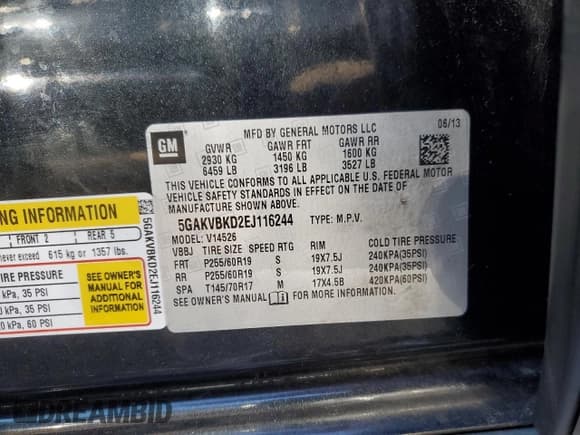 GM
MFD BY GENERAL MOTORS LLC
06/13
GVWR GAWR FRT GAWR RR
2930 KG 1450 KG 1600 KG
6459 LB 3196 LB 3527 LB
THIS VEHICLE CONFORMS TO ALL APPLICABLE U.S. FEDERAL MOTOR
VEHICLE SAFETY STANDARDS IN EFFECT ON THE DATE OF
MANUFACTURE SHOWN ABOVE.
5GAKVBKD2EJ116244 TYPE: M.P.V.
MODEL: V14526
V8BJ TIRE SIZE SPEED RTG RIM COLD TIRE PRESSURE
FRT P255/60R19 S 19X7.5J 240KPA(35PSI)
RR P255/60R19 S 19X7.5J 240KPA(35PSI)
SPA T145/70R17 M 17X4.5B 420KPA(60PSI)
SEE OWNER'S MANUAL FOR MORE INFORMATION.
NG INFORMATION
FRONT 2 REAR 5
never exceed 615 kg or 1357 lbs.
TIRE PRESSURE
kPa, 35 PSI
0 kPa, 35 PSI
0 kPa, 60 PSI
SEE OWNER'S
MANUAL FOR
ADDITIONAL
INFORMATION
5GAKVBKD2EJ116244
DREAMBID